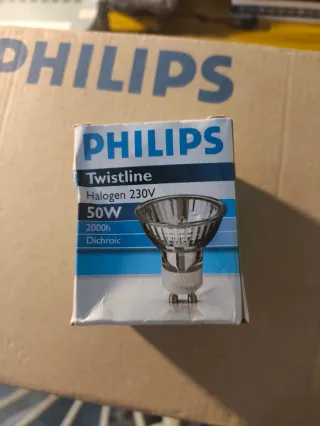 PHILIPS
PHILIPS
Twistline
Halogen 230V
50W
2000h
Dichroic